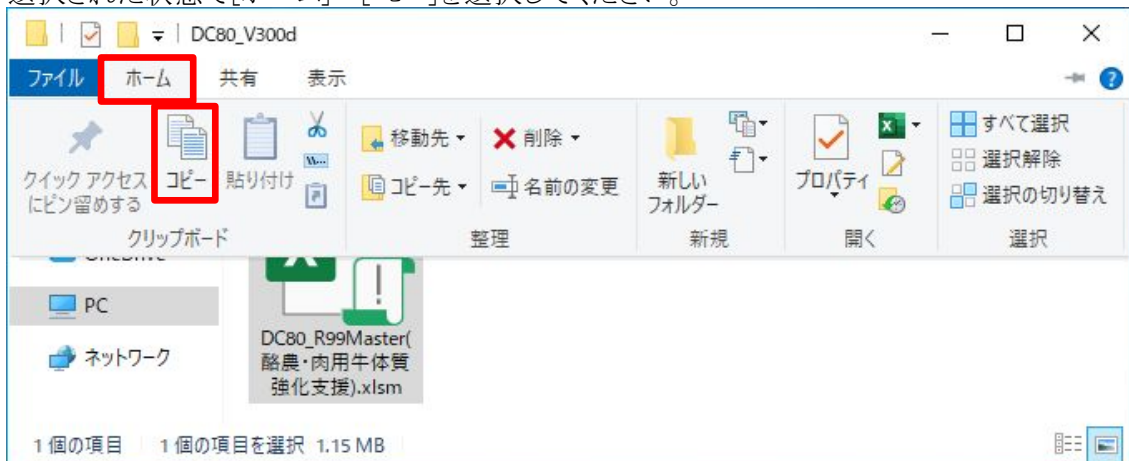 DC80_V300d
ファイル ホーム 共有 表示
クイック アクセス
にピン留めする
コピー
貼り付け
移動先
コピー先
削除
名前の変更
新しい
フォルダー
プロパティ
すべて選択
選択解除
選択の切り替え
クリップボード 整理 新規 開く 選択
PC
ネットワーク
DC80_R99Master(
酪農・肉用牛体質
強化支援).xlsm
1 個の項目 1 個の項目を選択 1.15 MB